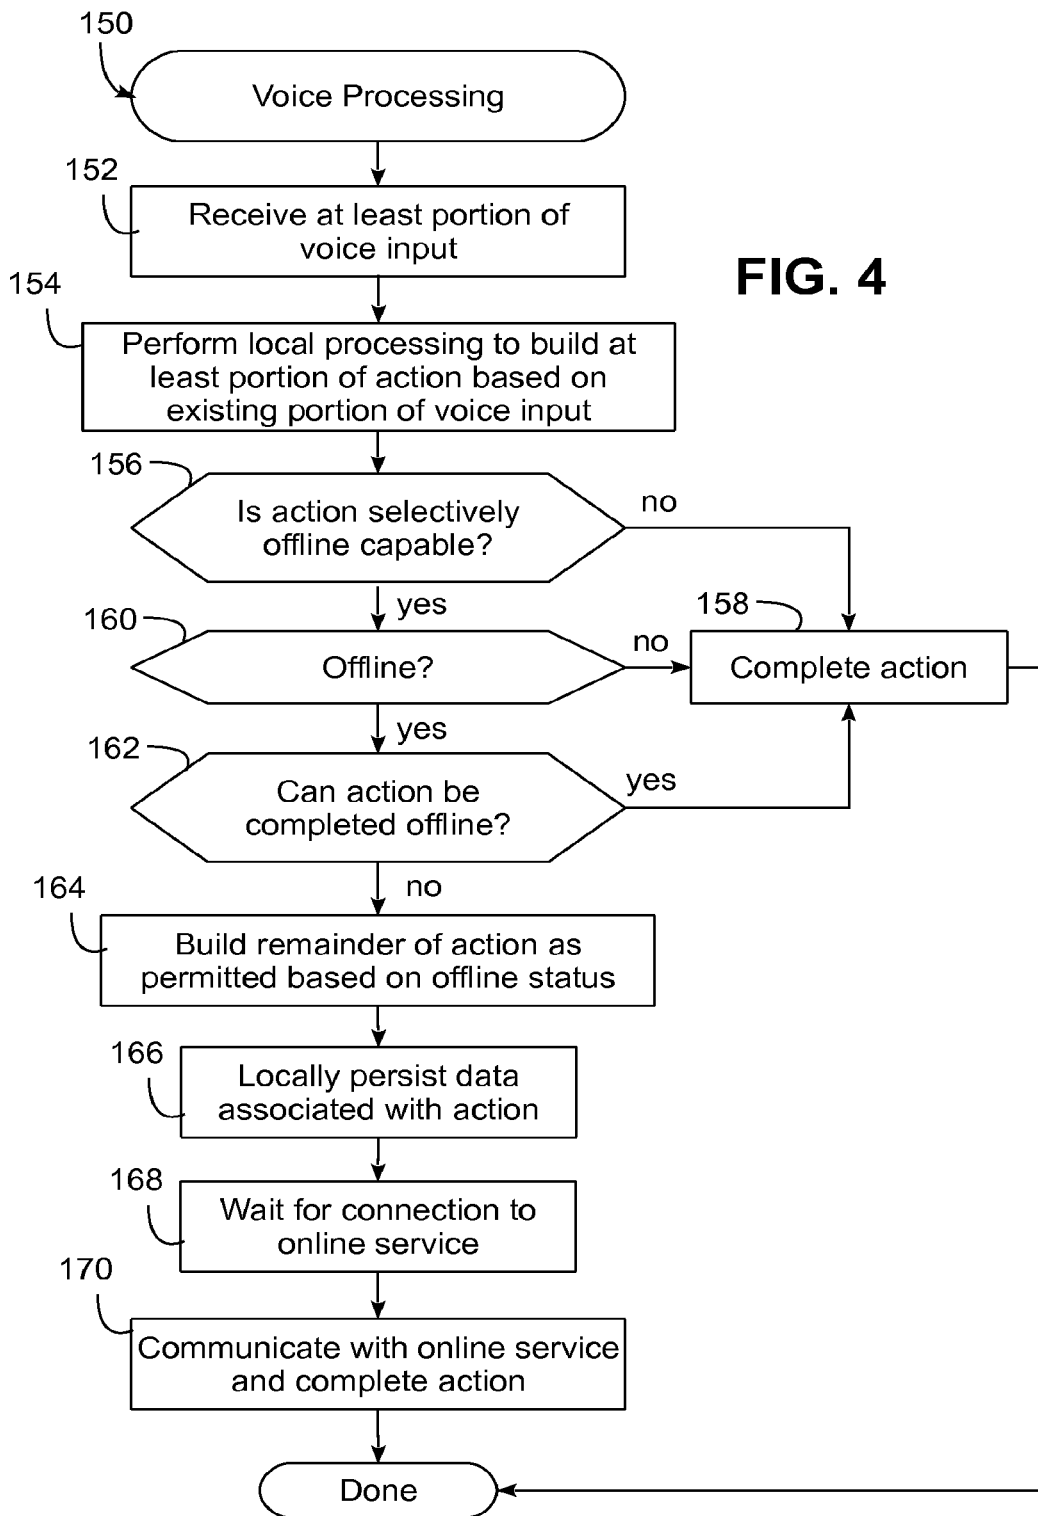 150
Voice Processing
152
Receive at least portion of
voice input
FIG. 4
154
Perform local processing to build at
least portion of action based on
existing portion of voice input
156
Is action selectively
offline capable?
no
yes
158
Complete action
160
Offline?
no
yes
162
Can action be
completed offline?
yes
no
164
Build remainder of action as
permitted based on offline status
166
Locally persist data
associated with action
168
Wait for connection to
online service
170
Communicate with online service
and complete action
Done